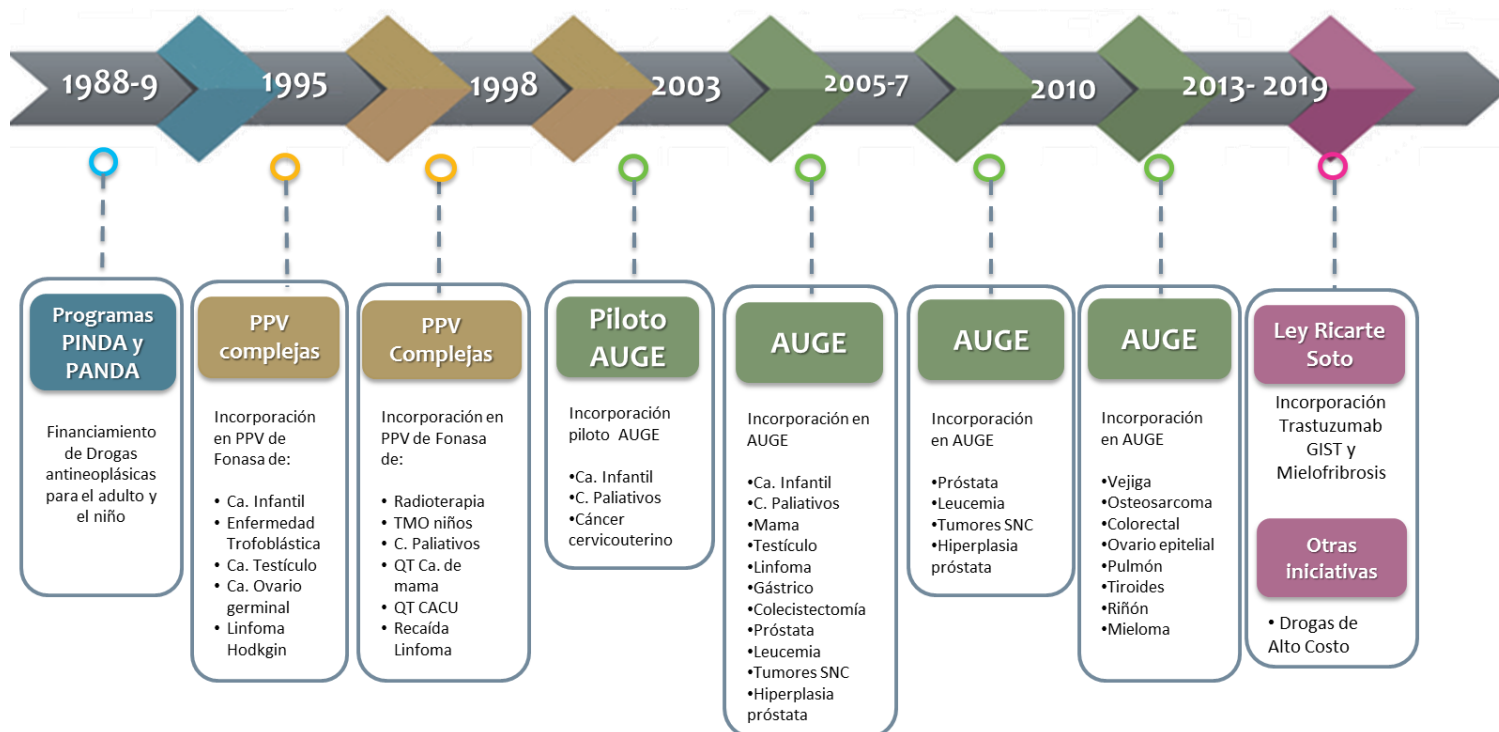 1988-9
1995
1998
2003
2005-7
2010
2013- 2019
Programas
PINDA y
PANDA
Financiamiento
de Drogas
antineoplásicas
para el adulto y
el niño
PPV
complejas
Incorporación
en PPV de
Fonasa de:
• Ca. Infantil
• Enfermedad
Trofoblástica
• Ca. Testículo
• Ca. Ovario
germinal
• Linfoma
Hodkgin
PPV
Complejas
Incorporación en
PPV de Fonasa
de:
• Radioterapia
• TMO niños
• C. Paliativos
• QT Ca. de
mama
• QT CACU
• Recaída
Linfoma
Piloto
AUGE
Incorporación
piloto AUGE
•Ca. Infantil
•C. Paliativos
•Cáncer
cervicouterino
AUGE
Incorporación en
AUGE
•Ca. Infantil
•C. Paliativos
•Mama
•Testículo
•Linfoma
•Gástrico
•Colecistectomía
•Próstata
•Leucemia
•Tumores SNC
•Hiperplasia
próstata
AUGE
Incorporación
en AUGE
•Próstata
•Leucemia
•Tumores SNC
•Hiperplasia
próstata
AUGE
Incorporación
en AUGE
•Vejiga
•Osteosarcoma
•Colorectal
•Ovario epitelial
•Pulmón
•Tiroides
•Riñón
•Mieloma
Ley Ricarte
Soto
Incorporación
Trastuzumab
GIST y
Mielofribrosis
Otras
iniciativas
• Drogas de
Alto Costo